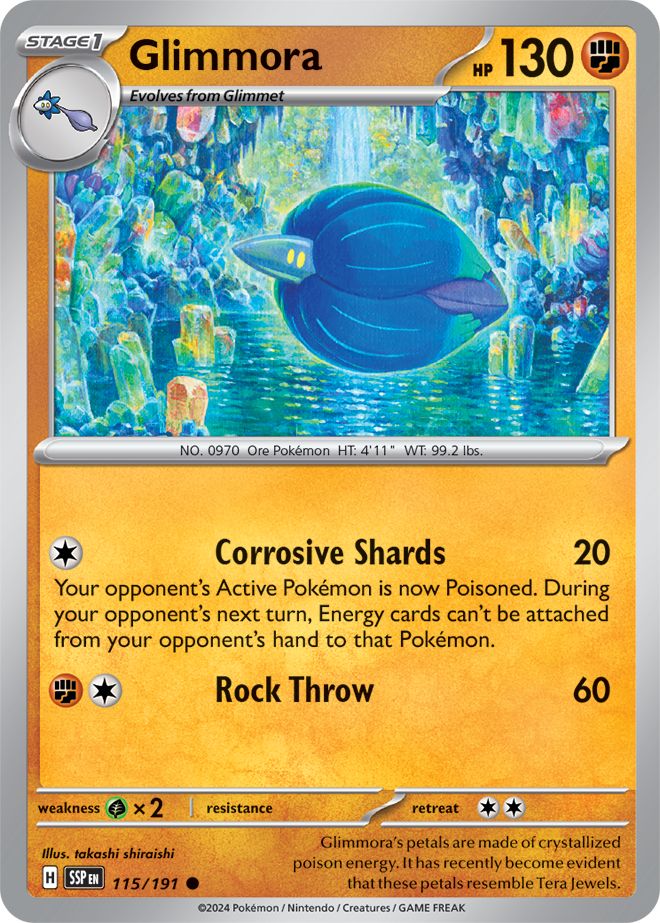 STAGE1
Glimmora
HP 130
Evolves from Glimmet
NO. 0970 Ore Pokémon HT: 4'11" WT: 99.2 lbs.
Corrosive Shards 20
Your opponent's Active Pokémon is now Poisoned. During
your opponent's next turn, Energy cards can't be attached
from your opponent's hand to that Pokémon.
Rock Throw 60
weakness ×2 resistance retreat
Illus. takashi shiraishi
H SSP EN 115/191
Glimmora's petals are made of crystallized
poison energy. It has recently become evident
that these petals resemble Tera Jewels.
©2024 Pokémon / Nintendo / Creatures / GAME FREAK